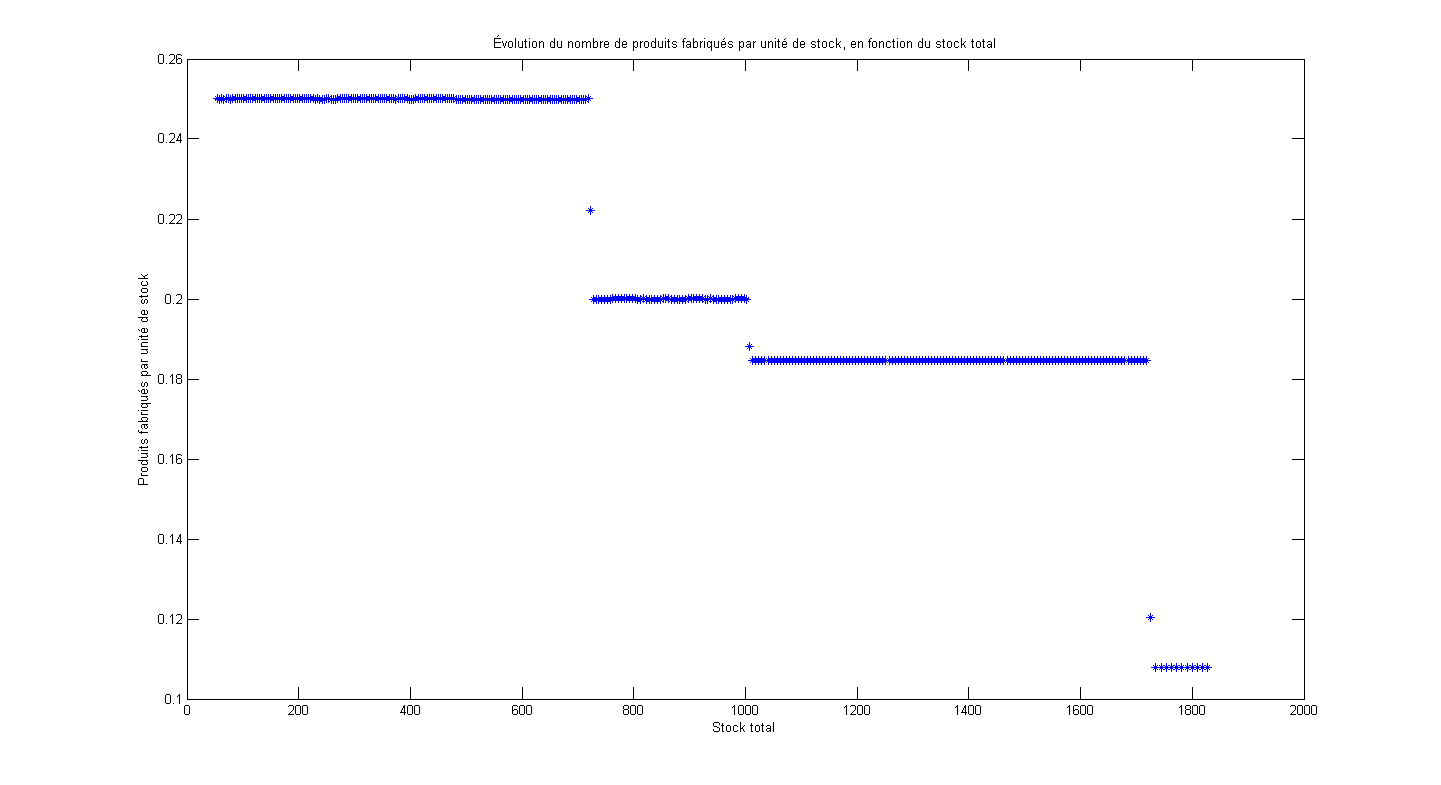 Évolution du nombre de produits fabriqués par unité de stock, en fonction du stock total
0.26
0.24
0.22
0.2
0.18
0.16
0.14
0.12
0.1
Produits fabriqués par unité de stock
0 200 400 600 800 1000 1200 1400 1600 1800 2000
Stock total